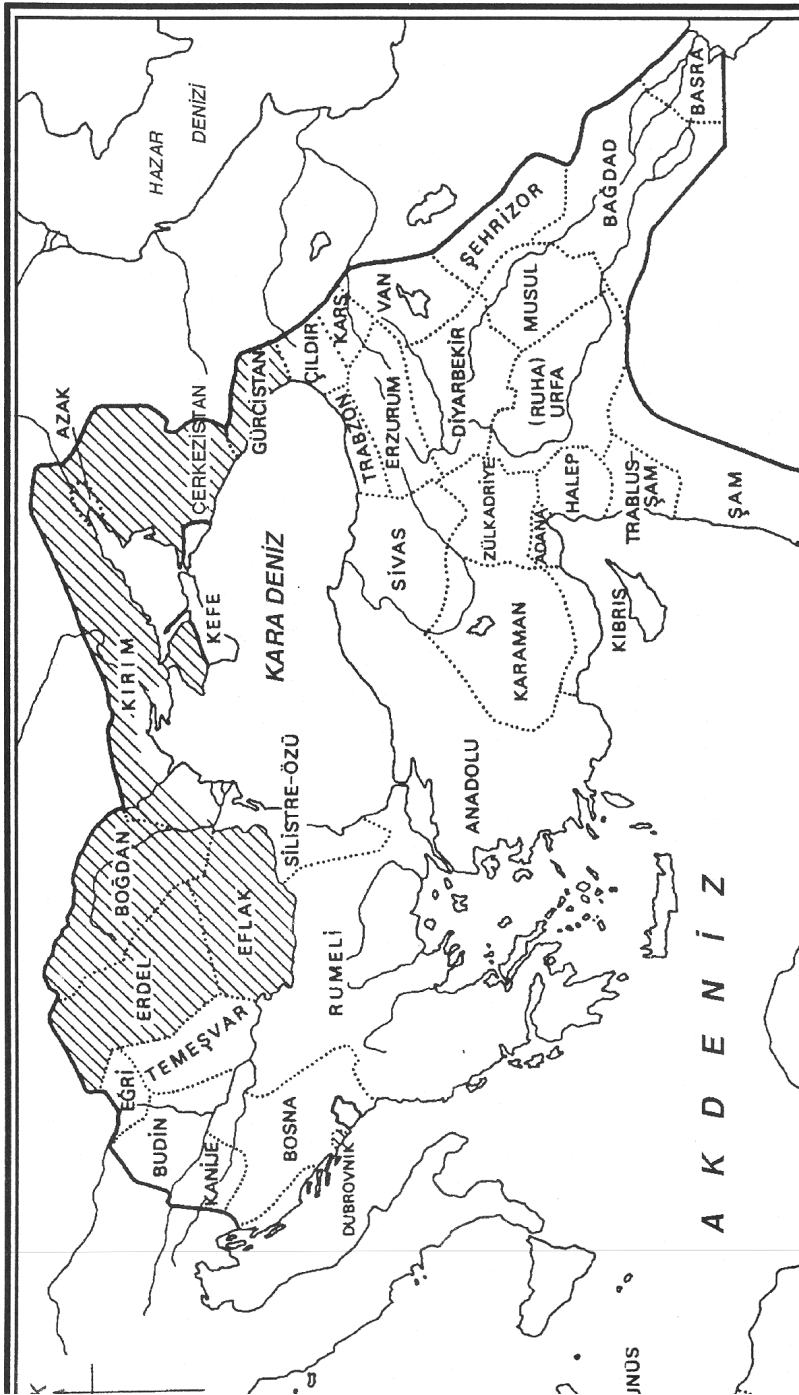 HAZAR
DENİZİ
AZAK
ÇERKEZİSTAN
GÜRCİSTAN
KIRIM
KEFE
KARA DENİZ
BOĞDAN
ERDEL
EFLAK
SİLİSTRE-ÖZÜ
TEMEŞVAR
EĞRİ
BUDİN
KANİJE
BOSNA
DUBROVNİK
RUMELİ
ÇILDIR
KARS
VAN
TRABZON
ERZURUM
ŞEHRİZOR
BAĞDAD
BASRA
MUSUL
DİYARBEKİR
(RUHA)
URFA
SİVAS
ZÜLKADRİYE
ADANA
HALEP
TRABLUS-
ŞAM
ŞAM
KARAMAN
KIBRIS
ANADOLU
AKDENİZ
K